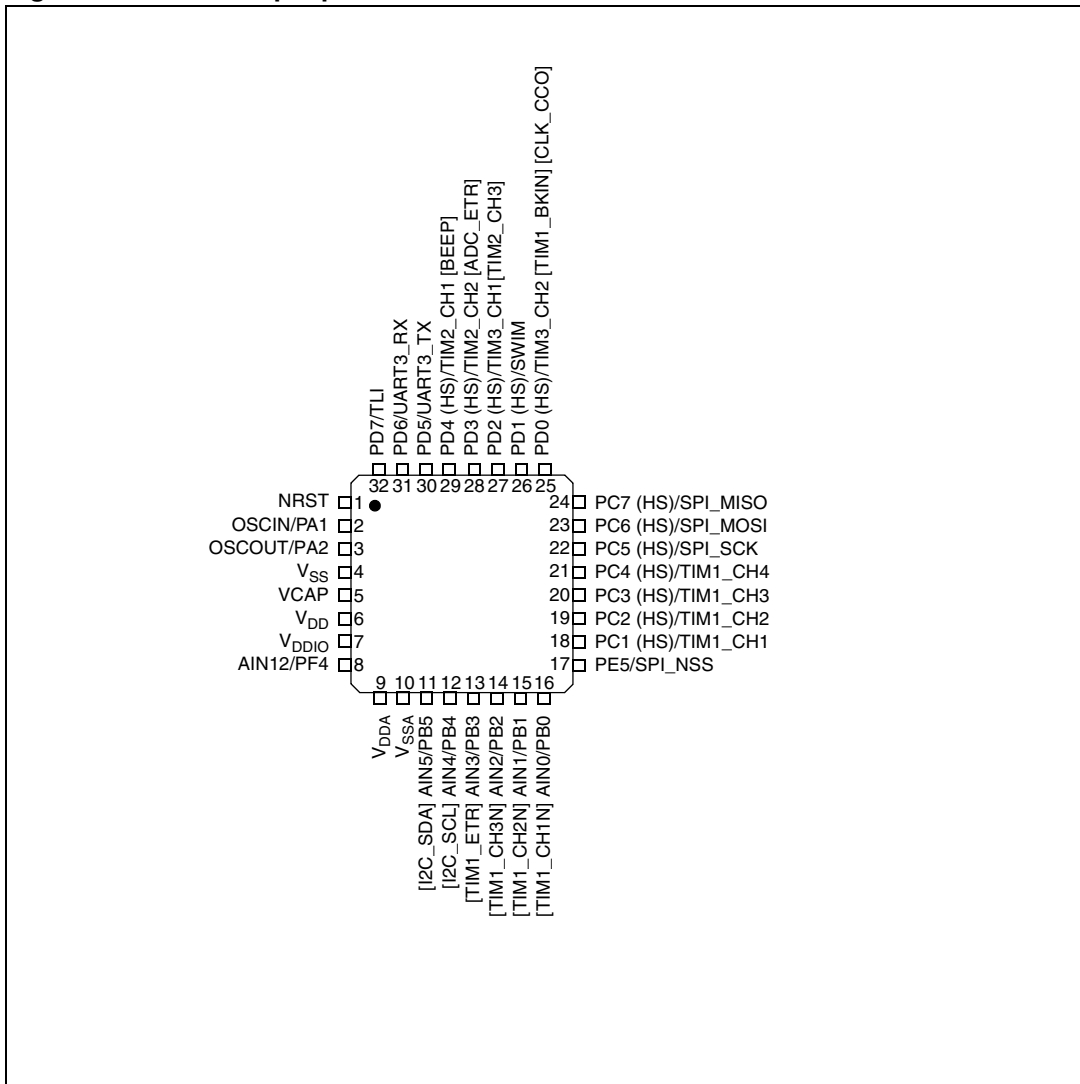 PD7/TLI
PD6/UART3_RX
PD5/UART3_TX
PD4 (HS)/TIM2_CH1 [BEEP]
PD3 (HS)/TIM2_CH2 [ADC_ETR]
PD2 (HS)/TIM3_CH1[TIM2_CH3]
PD1 (HS)/SWIM
PD0 (HS)/TIM3_CH2 [TIM1_BKIN] [CLK_CCO]
32 31 30 29 28 27 26 25
NRST 1
OSCIN/PA1 2
OSCOUT/PA2 3
VSS 4
VCAP 5
VDD 6
VDDIO 7
AIN12/PF4 8
24 PC7 (HS)/SPI_MISO
23 PC6 (HS)/SPI_MOSI
22 PC5 (HS)/SPI_SCK
21 PC4 (HS)/TIM1_CH4
20 PC3 (HS)/TIM1_CH3
19 PC2 (HS)/TIM1_CH2
18 PC1 (HS)/TIM1_CH1
17 PE5/SPI_NSS
9 10 11 12 13 14 15 16
VDDA
VSSA
[I2C_SDA] AIN5/PB5
[I2C_SCL] AIN4/PB4
[TIM1_ETR] AIN3/PB3
[TIM1_CH3N] AIN2/PB2
[TIM1_CH2N] AIN1/PB1
[TIM1_CH1N] AIN0/PB0